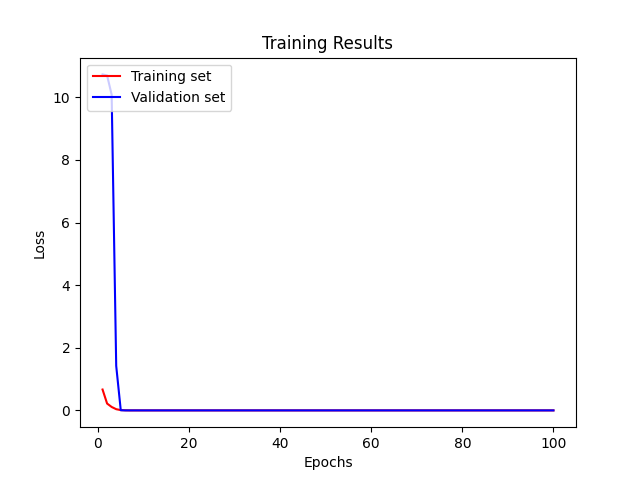 Training Results
Training set
Validation set
10
8
6
4
2
0
Loss
0 20 40 60 80 100
Epochs